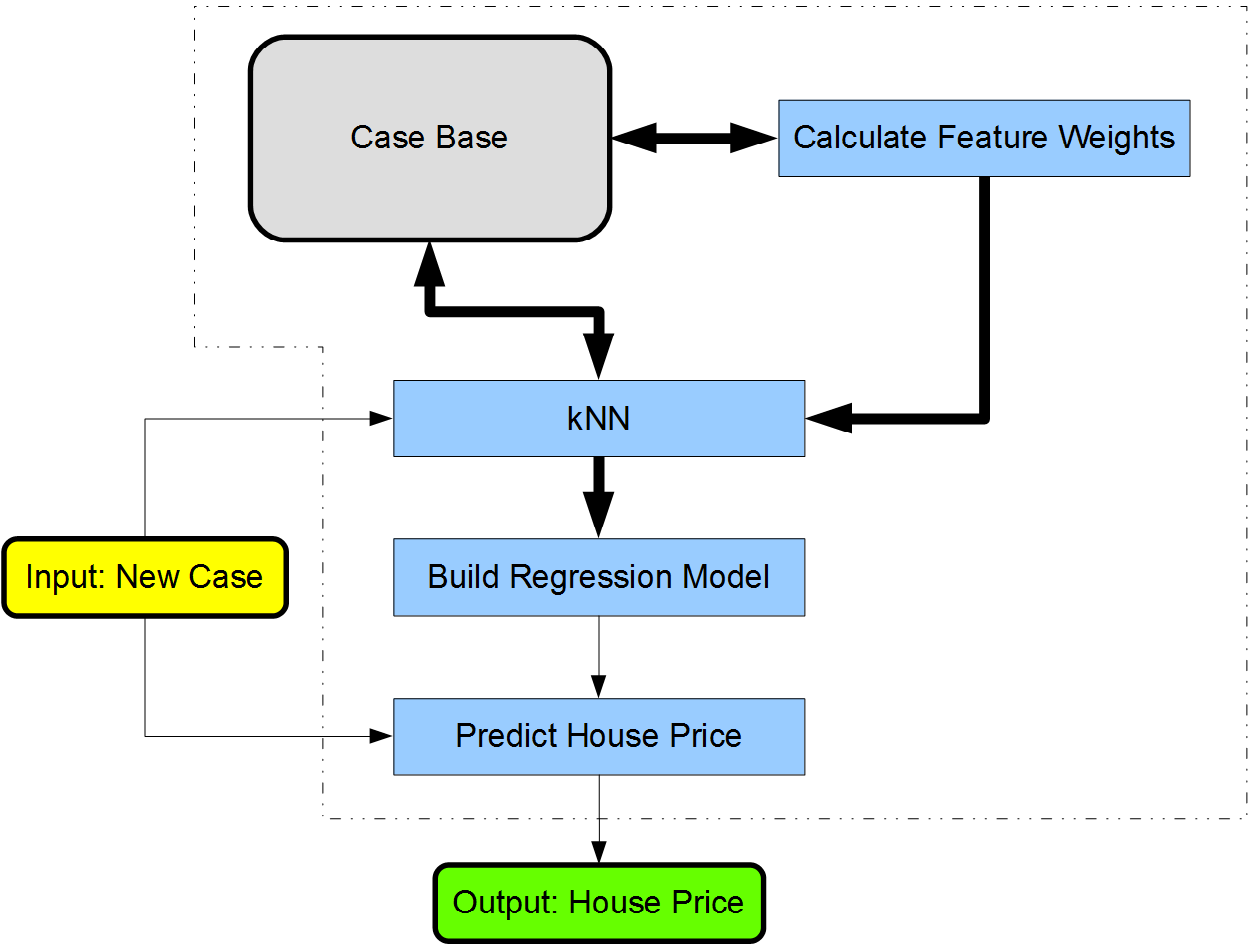 Case Base
Calculate Feature Weights
kNN
Input: New Case
Build Regression Model
Predict House Price
Output: House Price